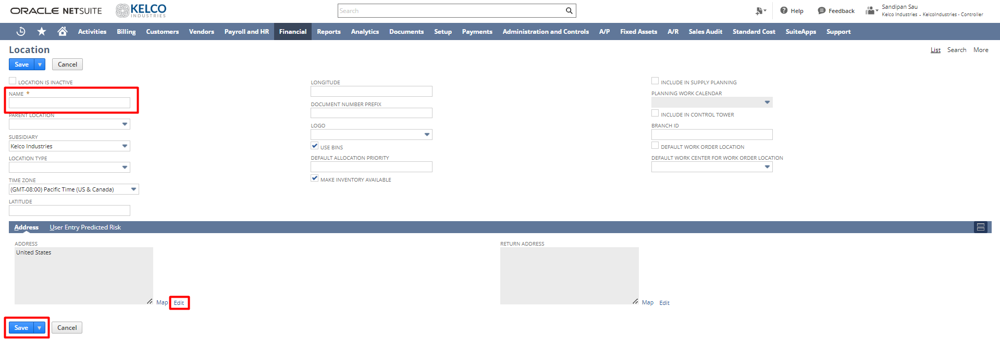 ORACLE NETSUITE KELCO INDUSTRIES
Search
Help
Feedback
Sandipan Sau
Kelco Industries - KelcoIndustries - Controller
Activities Billing Customers Vendors Payroll and HR Financial Reports Analytics Documents Setup Payments Administration and Controls A/P Fixed Assets A/R Sales Audit Standard Cost SuiteApps Support
Location
List Search More
Save Cancel
LOCATION IS INACTIVE
NAME *
PARENT LOCATION
SUBSIDIARY
Kelco Industries
LOCATION TYPE
TIME ZONE
(GMT-08:00) Pacific Time (US & Canada)
LATITUDE
LONGITUDE
DOCUMENT NUMBER PREFIX
LOGO
USE BINS
DEFAULT ALLOCATION PRIORITY
MAKE INVENTORY AVAILABLE
INCLUDE IN SUPPLY PLANNING
PLANNING WORK CALENDAR
INCLUDE IN CONTROL TOWER
BRANCH ID
DEFAULT WORK ORDER LOCATION
DEFAULT WORK CENTER FOR WORK ORDER LOCATION
Address User Entry Predicted Risk
ADDRESS
United States
Map Edit
RETURN ADDRESS
Map Edit
Save Cancel